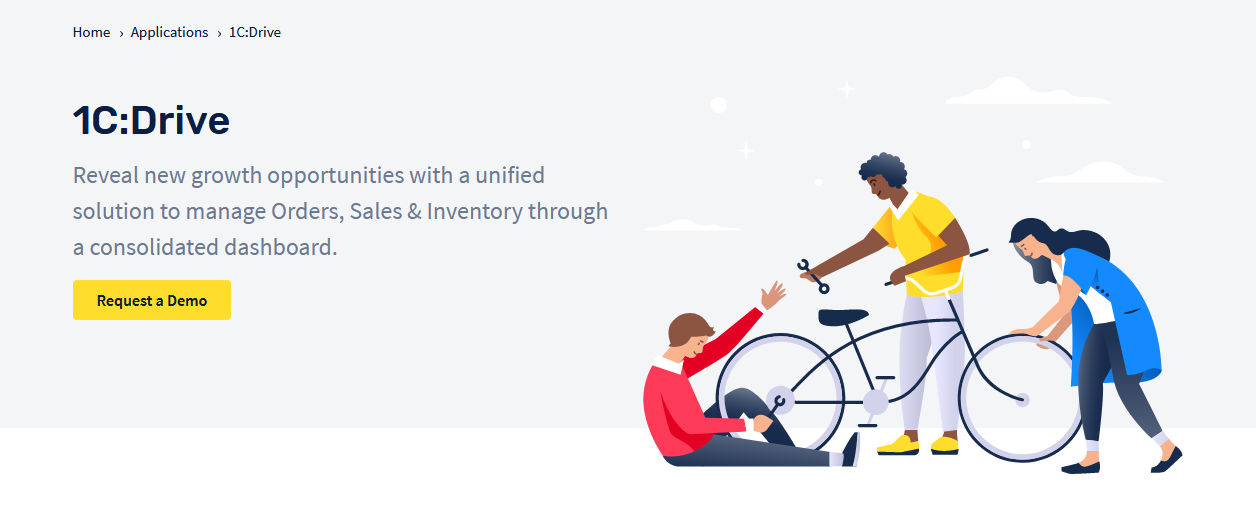 Home › Applications › 1C:Drive
1C:Drive
Reveal new growth opportunities with a unified
solution to manage Orders, Sales & Inventory through
a consolidated dashboard.
Request a Demo